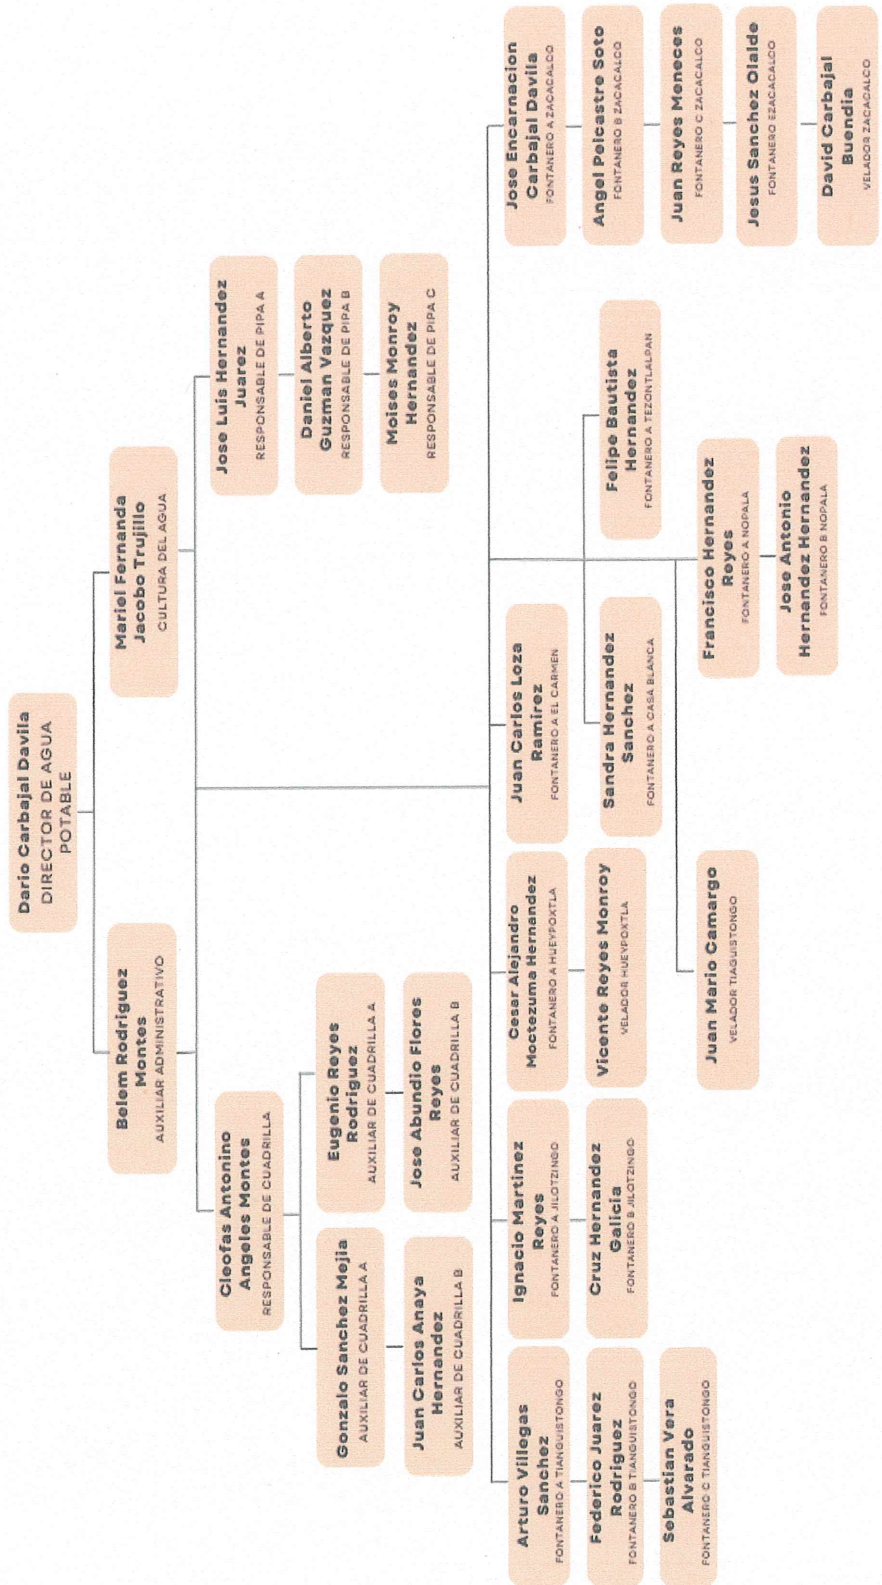 Dario Carbajal Davila
DIRECTOR DE AGUA
POTABLE
Belem Rodriguez
Montes
AUXILIAR ADMINISTRATIVO
Mariel Fernanda
Jacobo Trujillo
CULTURA DEL AGUA
Cleofas Antonino
Angeles Montes
RESPONSABLE DE CUADRILLA
Jose Luis Hernandez
Juarez
RESPONSABLE DE PIPA A
Gonzalo Sanchez Mejia
AUXILIAR DE CUADRILLA A
Eugenio Reyes
Rodriguez
AUXILIAR DE CUADRILLA A
Daniel Alberto
Guzman Vazquez
RESPONSABLE DE PIPA B
Juan Carlos Anaya
Hernandez
AUXILIAR DE CUADRILLA B
Jose Abundio Flores
Reyes
AUXILIAR DE CUADRILLA B
Moises Monroy
Hernandez
RESPONSABLE DE PIPA C
Arturo Villegas
Sanchez
FONTANERO A TIANGUISTONGO
Ignacio Martinez
Reyes
FONTANERO A JILOTZINGO
Cesar Alejandro
Moctezuma Hernandez
FONTANERO A HUEYPOXTLA
Juan Carlos Loza
Ramirez
FONTANERO A EL CARMEN
Jose Encarnacion
Carbajal Davila
FONTANERO A ZACACALCO
Federico Juarez
Rodriguez
FONTANERO B TIANGUISTONGO
Cruz Hernandez
Galicia
FONTANERO B JILOTZINGO
Vicente Reyes Monroy
VELADOR HUEYPOXTLA
Sandra Hernandez
Sanchez
FONTANERO A CASA BLANCA
Felipe Bautista
Hernandez
FONTANERO A TEZONTLALPAN
Angel Pelcastre Soto
FONTANERO B ZACACALCO
Sebastian Vera
Alvarado
FONTANERO C TIANGUISTONGO
Juan Mario Camargo
VELADOR TIAGUISTONGO
Francisco Hernandez
Reyes
FONTANERO A NOPALA
Juan Reyes Meneces
FONTANERO C ZACACALCO
Jose Antonio
Hernandez Hernandez
FONTANERO B NOPALA
Jesus Sanchez Olalde
FONTANERO EZACACALCO
David Carbajal
Buendia
VELADOR ZACACALCO